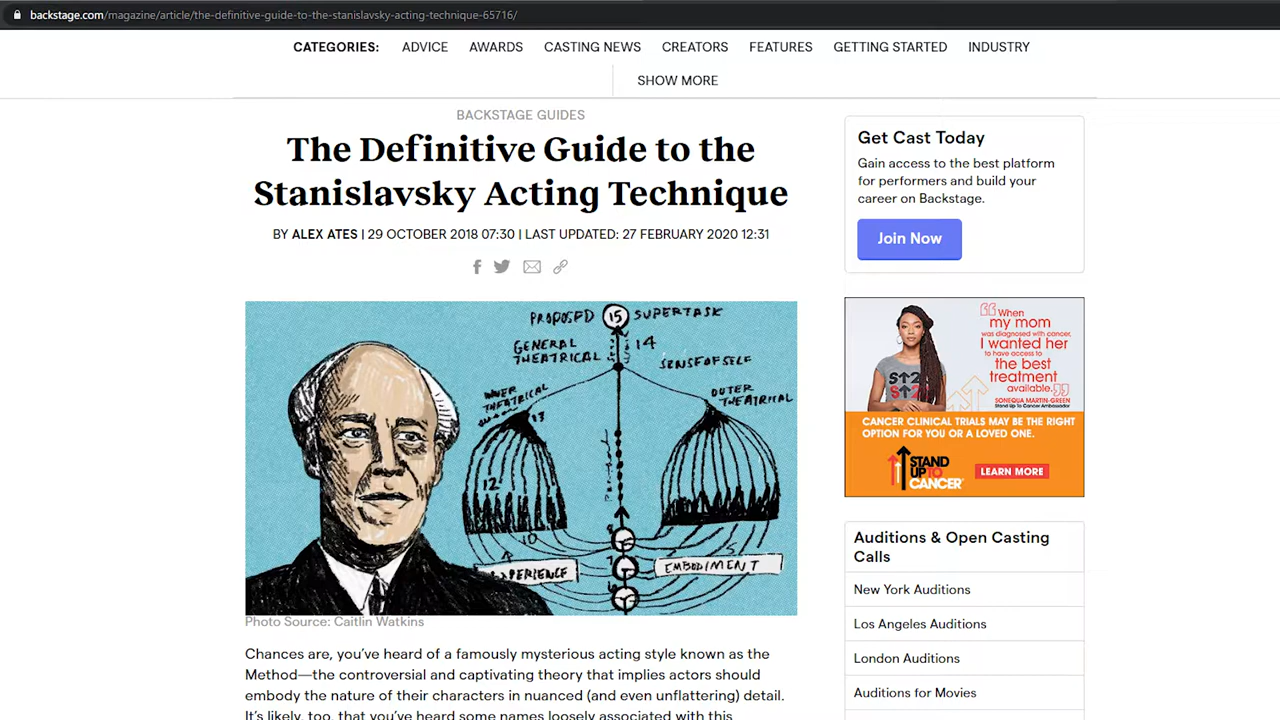 backstage.com/magazine/article/the-definitive-guide-to-the-stanislavsky-acting-technique-65716/
CATEGORIES: ADVICE AWARDS CASTING NEWS CREATORS FEATURES GETTING STARTED INDUSTRY
SHOW MORE
BACKSTAGE GUIDES
The Definitive Guide to the
Stanislavsky Acting Technique
BY ALEX ATES | 29 OCTOBER 2018 07:30 | LAST UPDATED: 27 FEBRUARY 2020 12:31
PROPOSED 15 SUPERTASK
GENERAL
THEATRICAL
14
SENSE OF SELF
INNER
THEATRICAL
13
OUTER
THEATRICAL
12
10
EMBODIMENT
Photo Source: Caitlin Watkins
Chances are, you’ve heard of a famously mysterious acting style known as the
Method—the controversial and captivating theory that implies actors should
embody the nature of their characters in nuanced (and even unflattering) detail.
It’s likely, too, that you’ve heard some names loosely associated with this
Get Cast Today
Gain access to the best platform
for performers and build your
career on Backstage.
Join Now
When
my mom
was diagnosed with cancer,
I wanted her
to have access to
the best
treatment
available.
SONEQUA MARTIN-GREEN
Stand Up To Cancer Ambassador
CANCER CLINICAL TRIALS MAY BE THE RIGHT
OPTION FOR YOU OR A LOVED ONE.
STAND
UP TO
CANCER
LEARN MORE
Auditions & Open Casting
Calls
New York Auditions
Los Angeles Auditions
London Auditions
Auditions for Movies